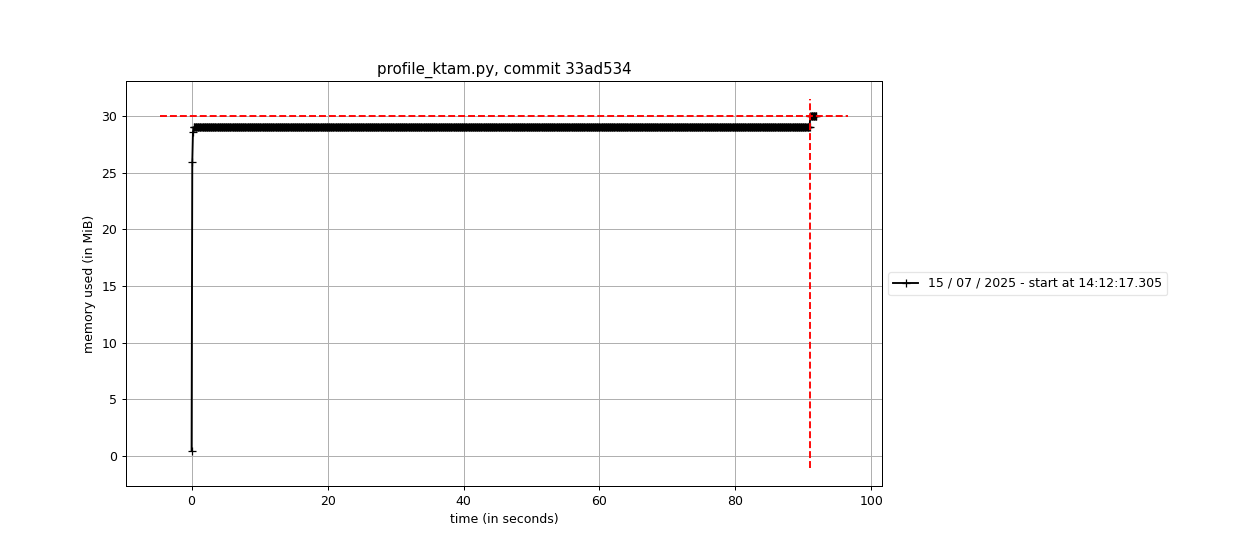 profile_ktam.py, commit 33ad534
30
25
20
15
10
5
0
memory used (in MiB)
0 20 40 60 80 100
time (in seconds)
15 / 07 / 2025 - start at 14:12:17.305